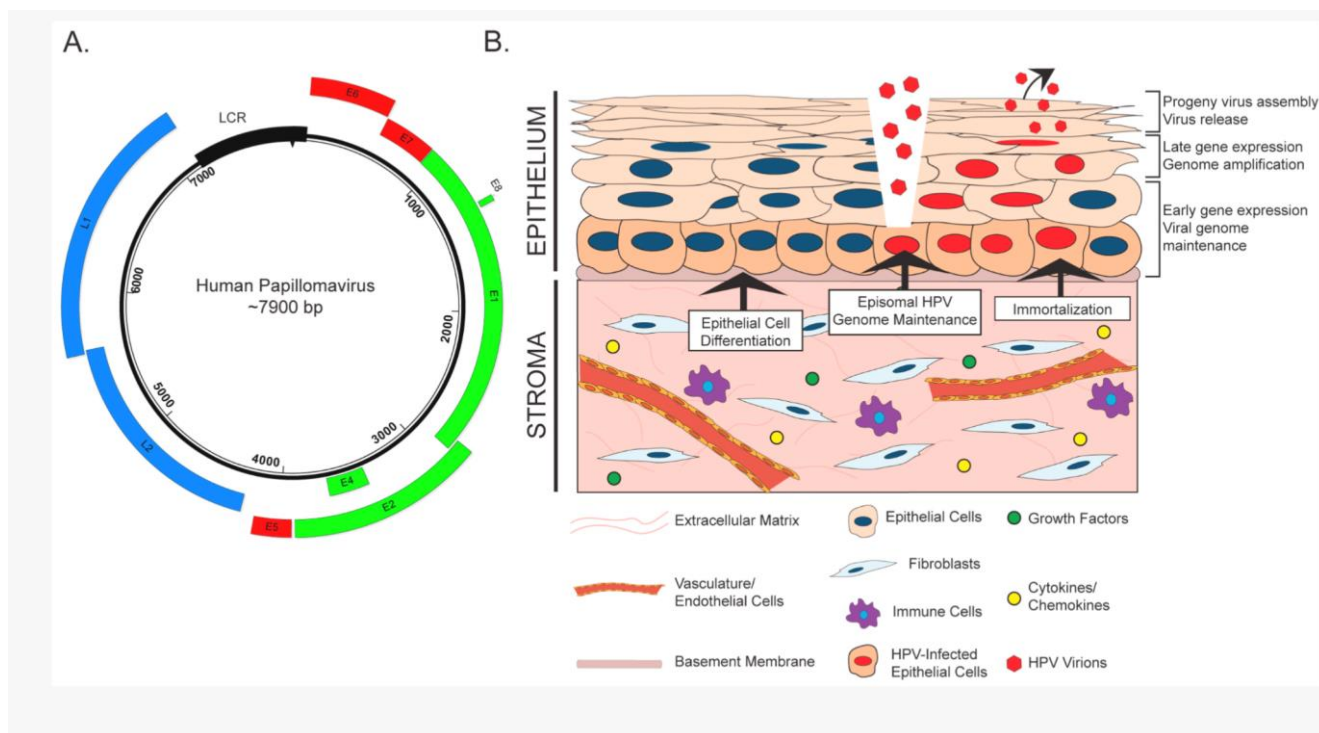 A.
LCR
E6
E7
E8
E1
E2
E4
E5
L2
L1
1000
2000
3000
4000
5000
6000
7000
Human Papillomavirus
~7900 bp
B.
EPITHELIUM
STROMA
Progeny virus assembly
Virus release
Late gene expression
Genome amplification
Early gene expression
Viral genome
maintenance
Epithelial Cell
Differentiation
Episomal HPV
Genome Maintenance
Immortalization
Extracellular Matrix
Vasculature/
Endothelial Cells
Basement Membrane
Epithelial Cells
Fibroblasts
Immune Cells
HPV-Infected
Epithelial Cells
Growth Factors
Cytokines/
Chemokines
HPV Virions